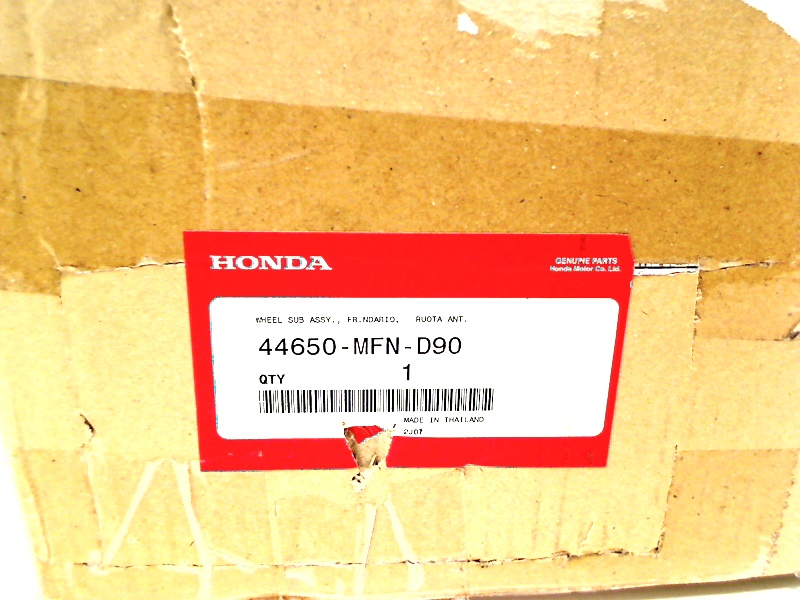 HONDA
GENUINE PARTS
Honda Motor Co. Ltd.
WHEEL SUB ASSY., FR.NDARIO, RUOTA ANT.
44650-MFN-D90
QTY 1
MADE IN THAILAND
2J07